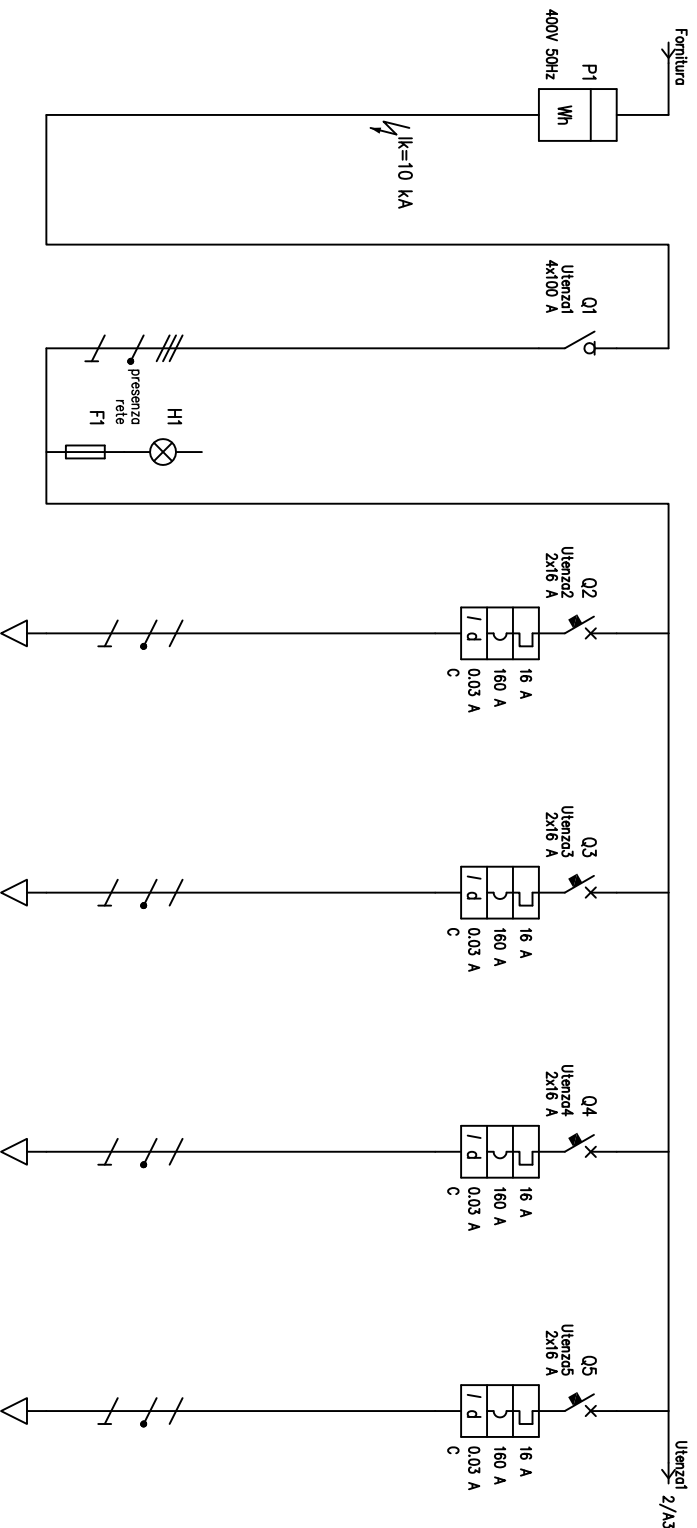 Fornitura
P1
400V 50Hz
Wh
Ik=10 kA
Q1
Utenza1
4x100 A
presenza
rete
H1
F1
Q2
Utenza2
2x16 A
16 A
160 A
I d
0.03 A
C
Q3
Utenza3
2x16 A
16 A
160 A
I d
0.03 A
C
Q4
Utenza4
2x16 A
16 A
160 A
I d
0.03 A
C
Q5
Utenza5
2x16 A
16 A
160 A
I d
0.03 A
C
Utenza1
2/A3